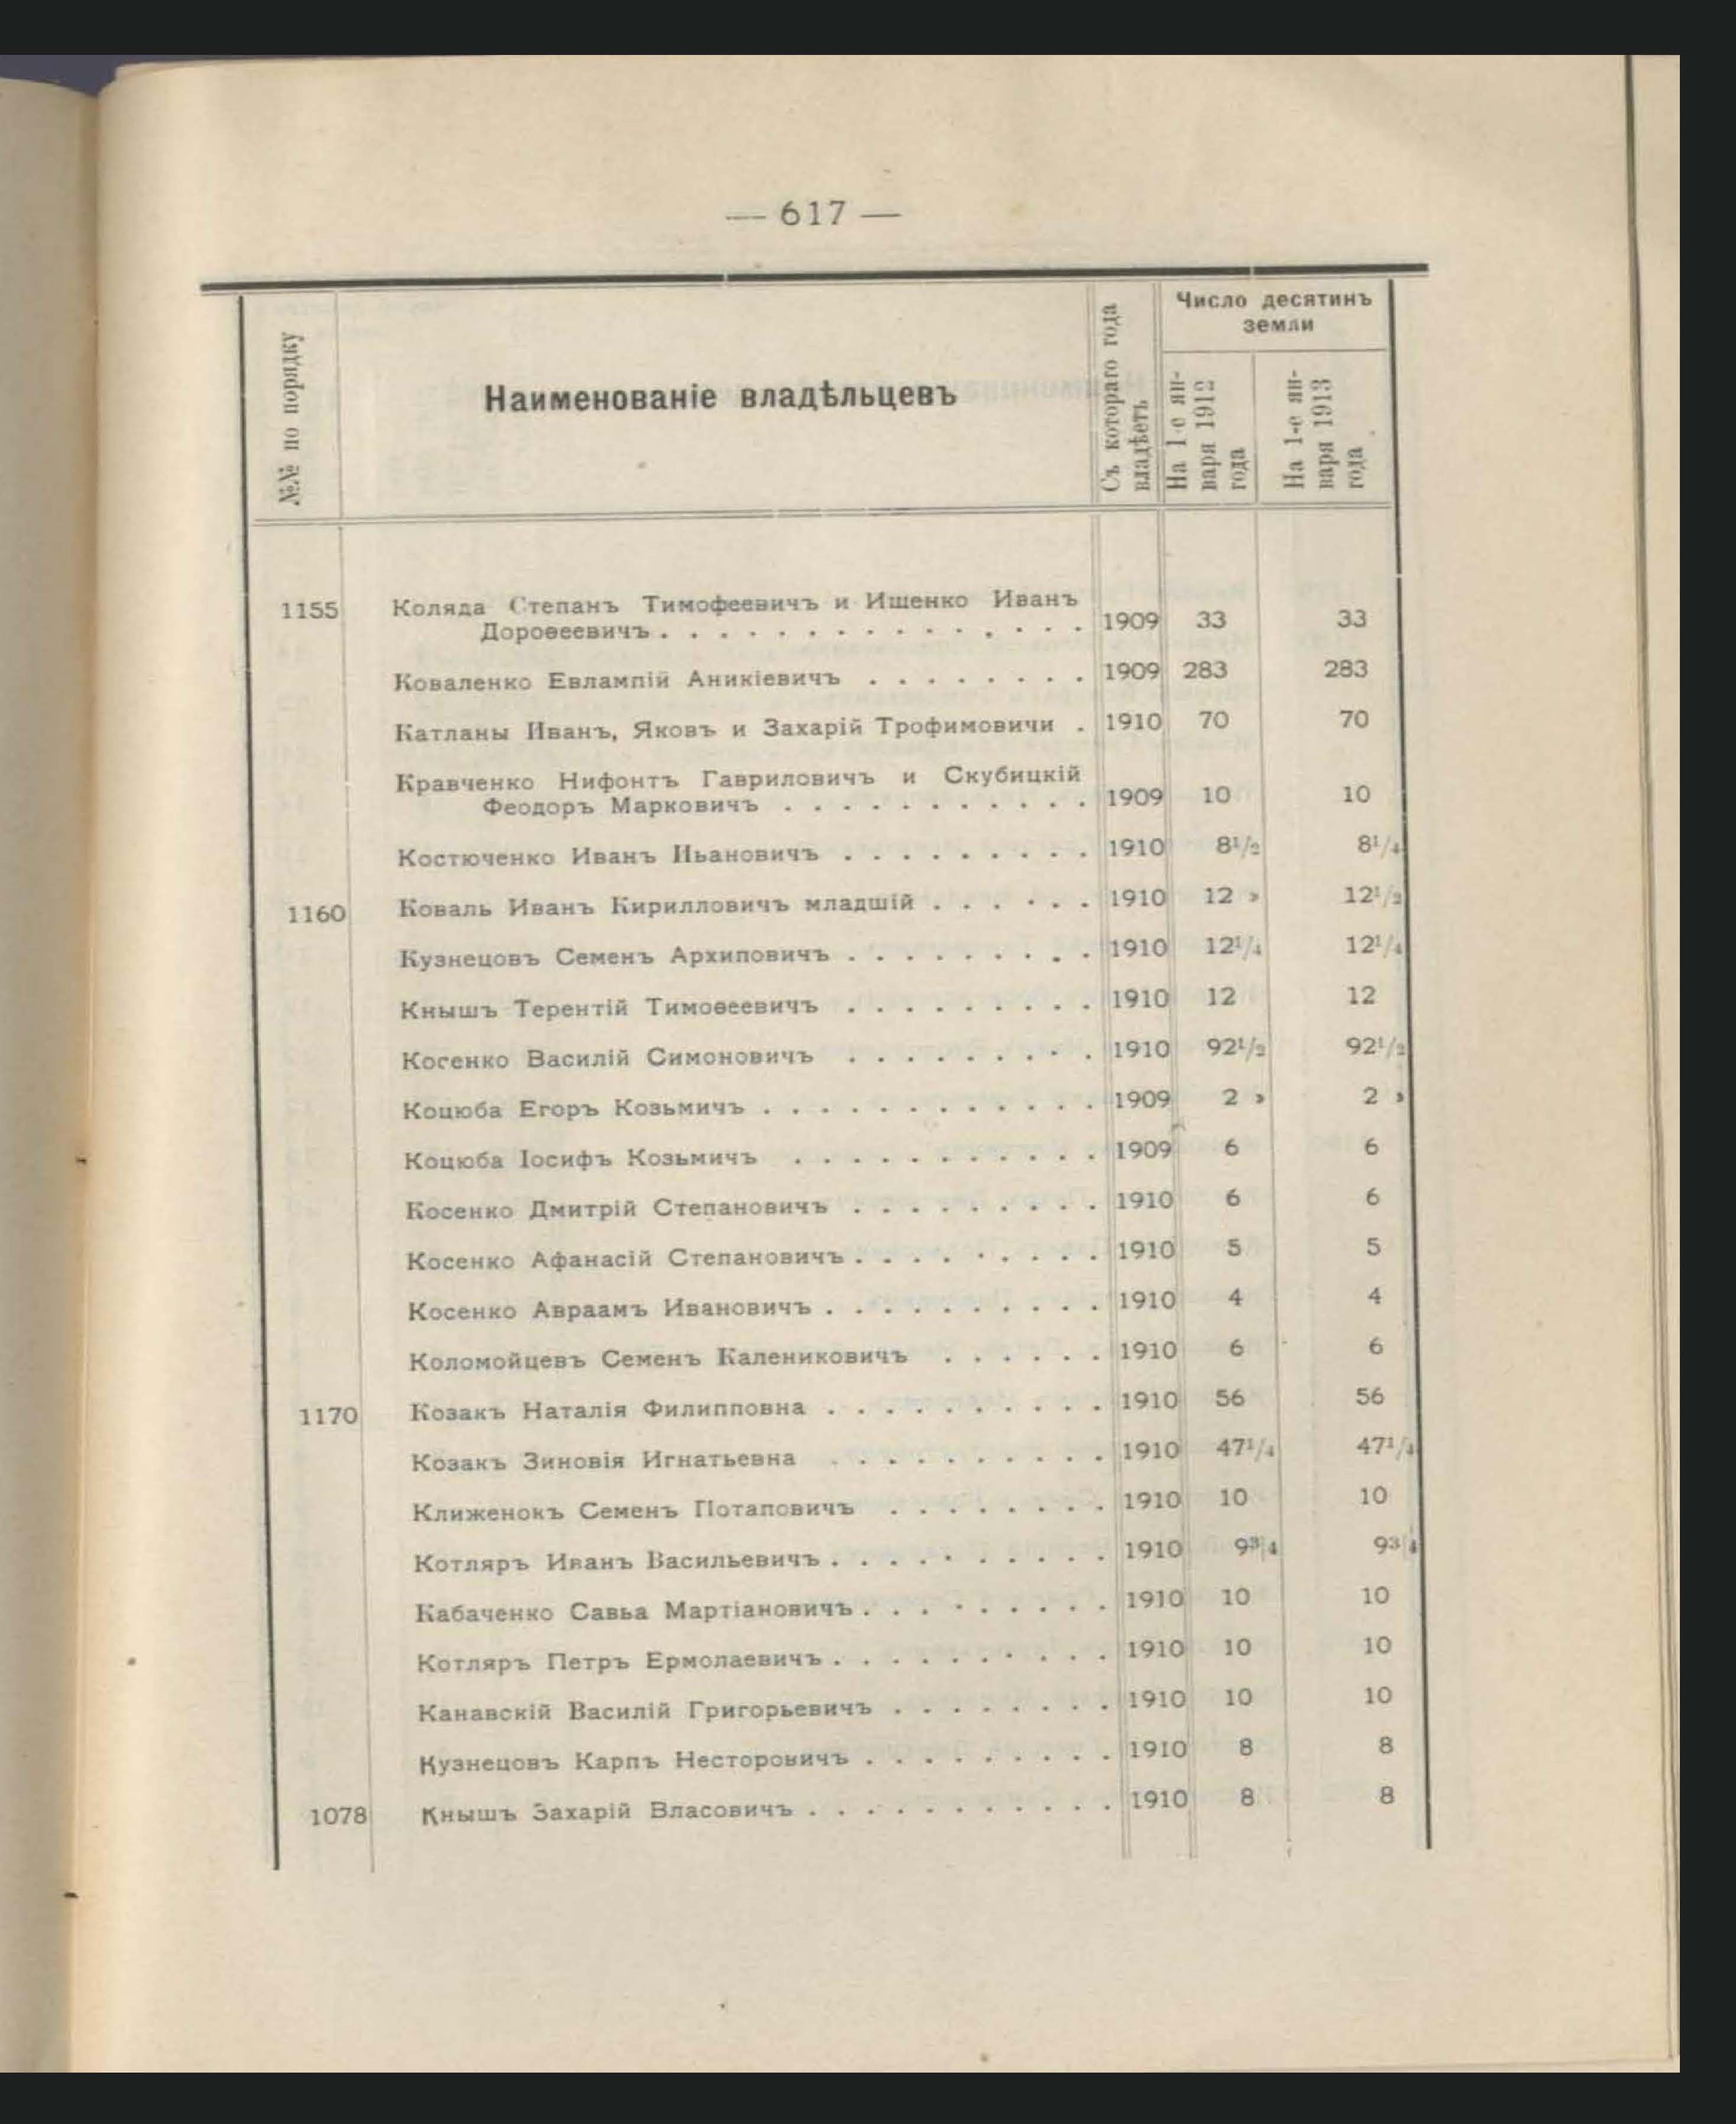 — 617 —
№№ по порядку
Наименованіе владѣльцевъ
Съ котораго года владѣетъ
Число десятинъ
земли
На 1-е ян-
варя 1912
года
На 1-е ян-
варя 1913
года
1155 Коляда Степанъ Тимофеевичъ и Ищенко Иванъ
Дороѳеевичъ . . . . . . . . . . . . . . . 1909 33 33
Коваленко Евлампій Аникіевичъ . . . . . . . . 1909 283 283
Катланы Иванъ, Яковъ и Захарій Трофимовичи . 1910 70 70
Кравченко Нифонтъ Гавриловичъ и Скубицкій
Феодоръ Марковичъ . . . . . . . . . . . 1909 10 10
Костюченко Иванъ Иьановичъ . . . . . . . . . 1910 8¹/₂ 8¹/₄
1160 Коваль Иванъ Кирилловичъ младшій . . . . . . 1910 12 » 12¹/₂
Кузнецовъ Семенъ Архиповичъ . . . . . . . . . 1910 12¹/₄ 12¹/₄
Кнышъ Терентій Тимоѳеевичъ . . . . . . . . . 1910 12 12
Косенко Василій Симоновичъ . . . . . . . . . 1910 92¹/₂ 92¹/₂
Коцюба Егоръ Козьмичъ . . . . . . . . . . . . 1909 2 » 2 »
Коцюба Іосифъ Козьмичъ . . . . . . . . . . . 1909 6 6
Косенко Дмитрій Степановичъ . . . . . . . . . 1910 6 6
Косенко Афанасій Степановичъ . . . . . . . . . 1910 5 5
Косенко Авраамъ Ивановичъ . . . . . . . . . . 1910 4 4
Коломойцевъ Семенъ Калениковичъ . . . . . . 1910 6 6
1170 Козакъ Наталія Филипповна . . . . . . . . . . 1910 56 56
Козакъ Зиновія Игнатьевна . . . . . . . . . . 1910 47¹/₄ 47¹/₄
Клиженокъ Семенъ Потаповичъ . . . . . . . . 1910 10 10
Котляръ Иванъ Васильевичъ . . . . . . . . . . 1910 9³/₄ 9³/₄
Кабаченко Савьа Мартіановичъ . . . . . . . . . 1910 10 10
Котляръ Петръ Ермолаевичъ . . . . . . . . . . 1910 10 10
Канавскій Василій Григорьевичъ . . . . . . . . 1910 10 10
Кузнецовъ Карпъ Несторовичъ . . . . . . . . . 1910 8 8
1078 Кнышъ Захарій Власовичъ . . . . . . . . . . . 1910 8 8